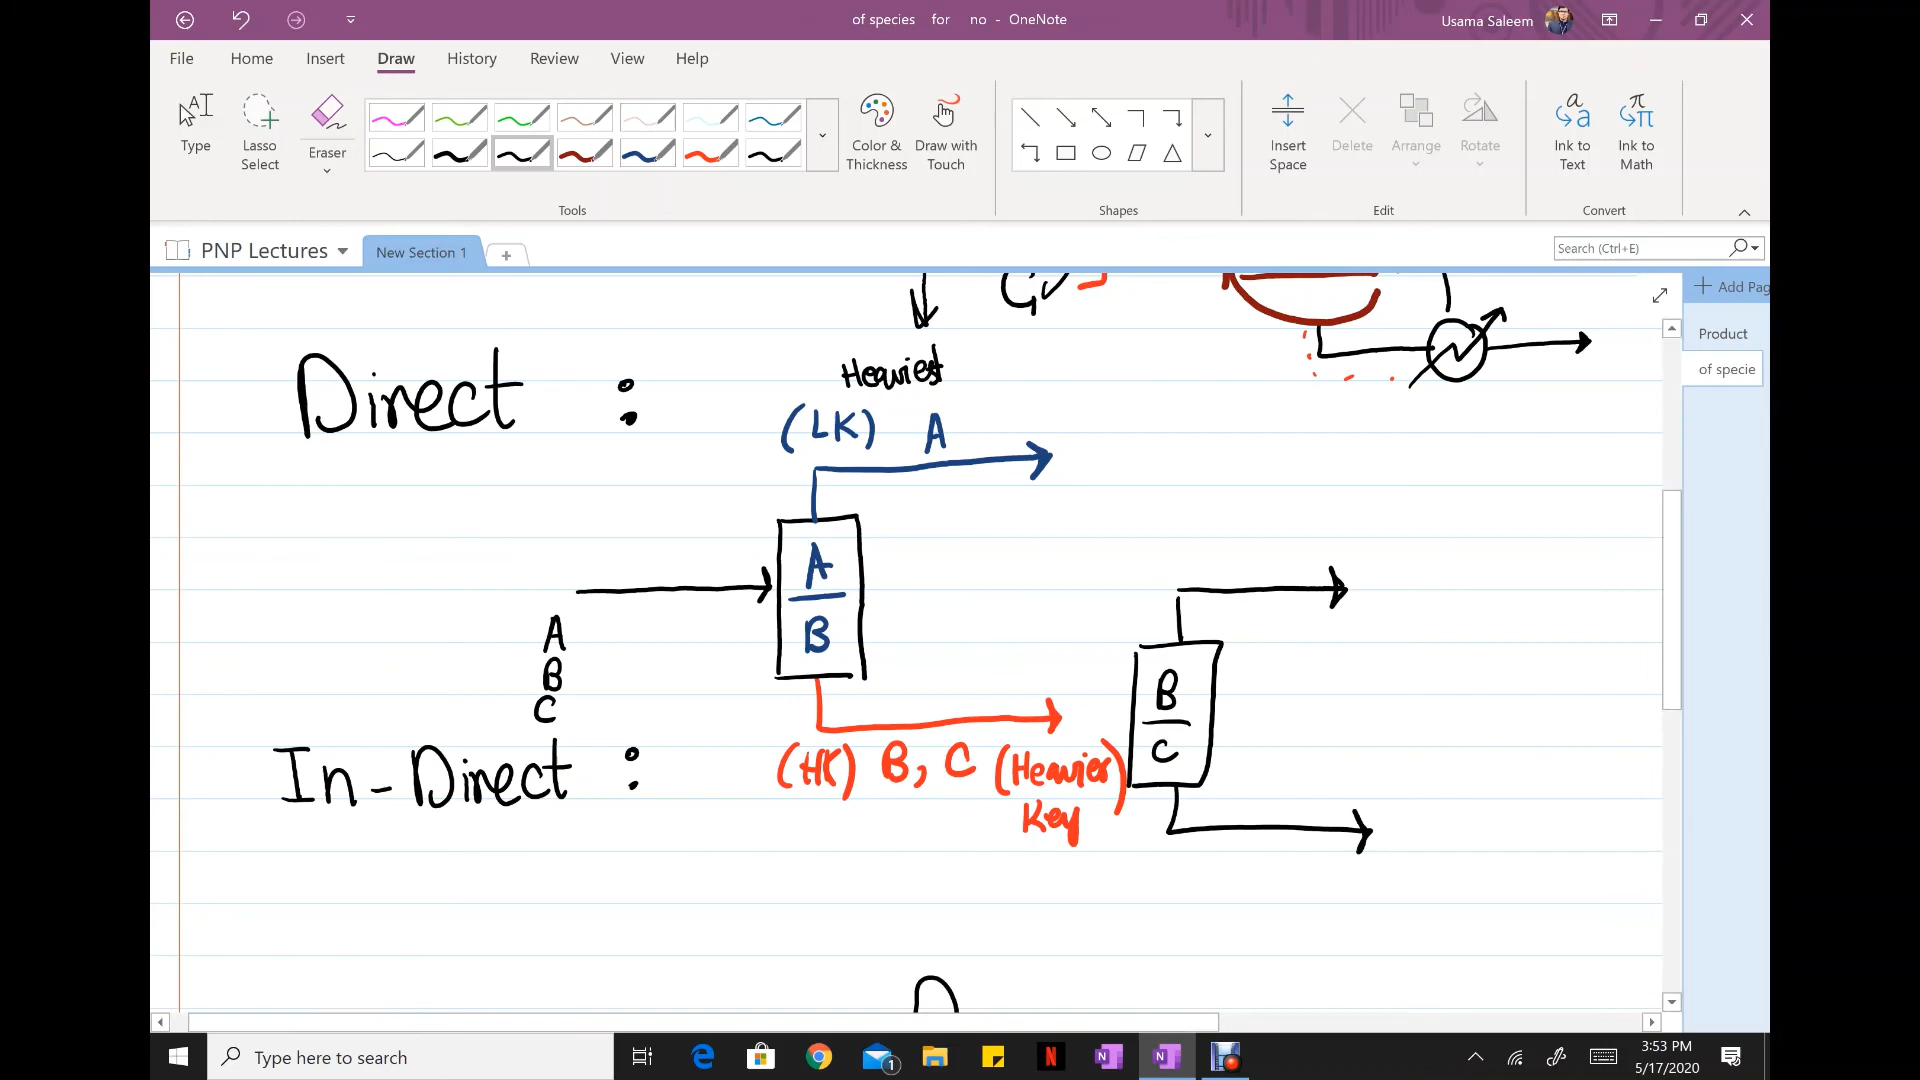 of species for no - OneNote
Usama Saleem
File Home Insert Draw History Review View Help
Type
Lasso
Select
Eraser
Color &
Thickness
Draw with
Touch
Insert
Space
Delete
Arrange
Rotate
Ink to
Text
Ink to
Math
Tools
Shapes
Edit
Convert
PNP Lectures
New Section 1
Search (Ctrl+E)
Add Pag
Product
of specie
Heaviest
Direct :
(LK) A
A
B
A
B
C
B
C
In-Direct :
(HK) B, C (Heavier)
Key
Type here to search
1
3:53 PM
5/17/2020